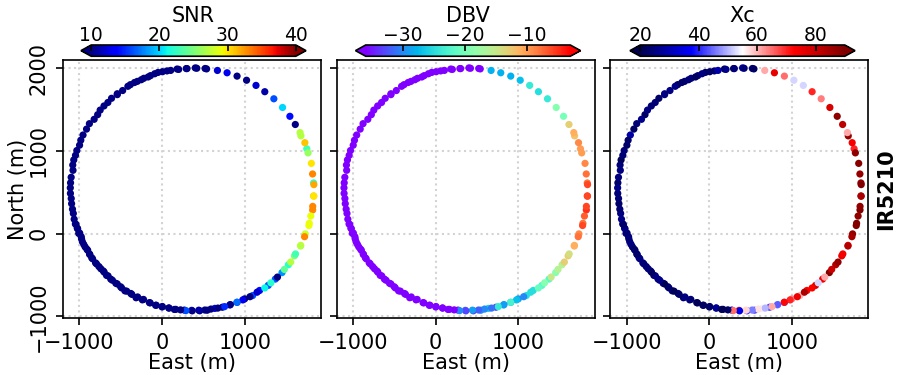 SNR DBV Xc
10 20 30 40 −30 −20 −10 20 40 60 80
2000
1000
0
−1000
North (m)
IR5210
−1000 0 1000 −1000 0 1000 −1000 0 1000
East (m) East (m) East (m)